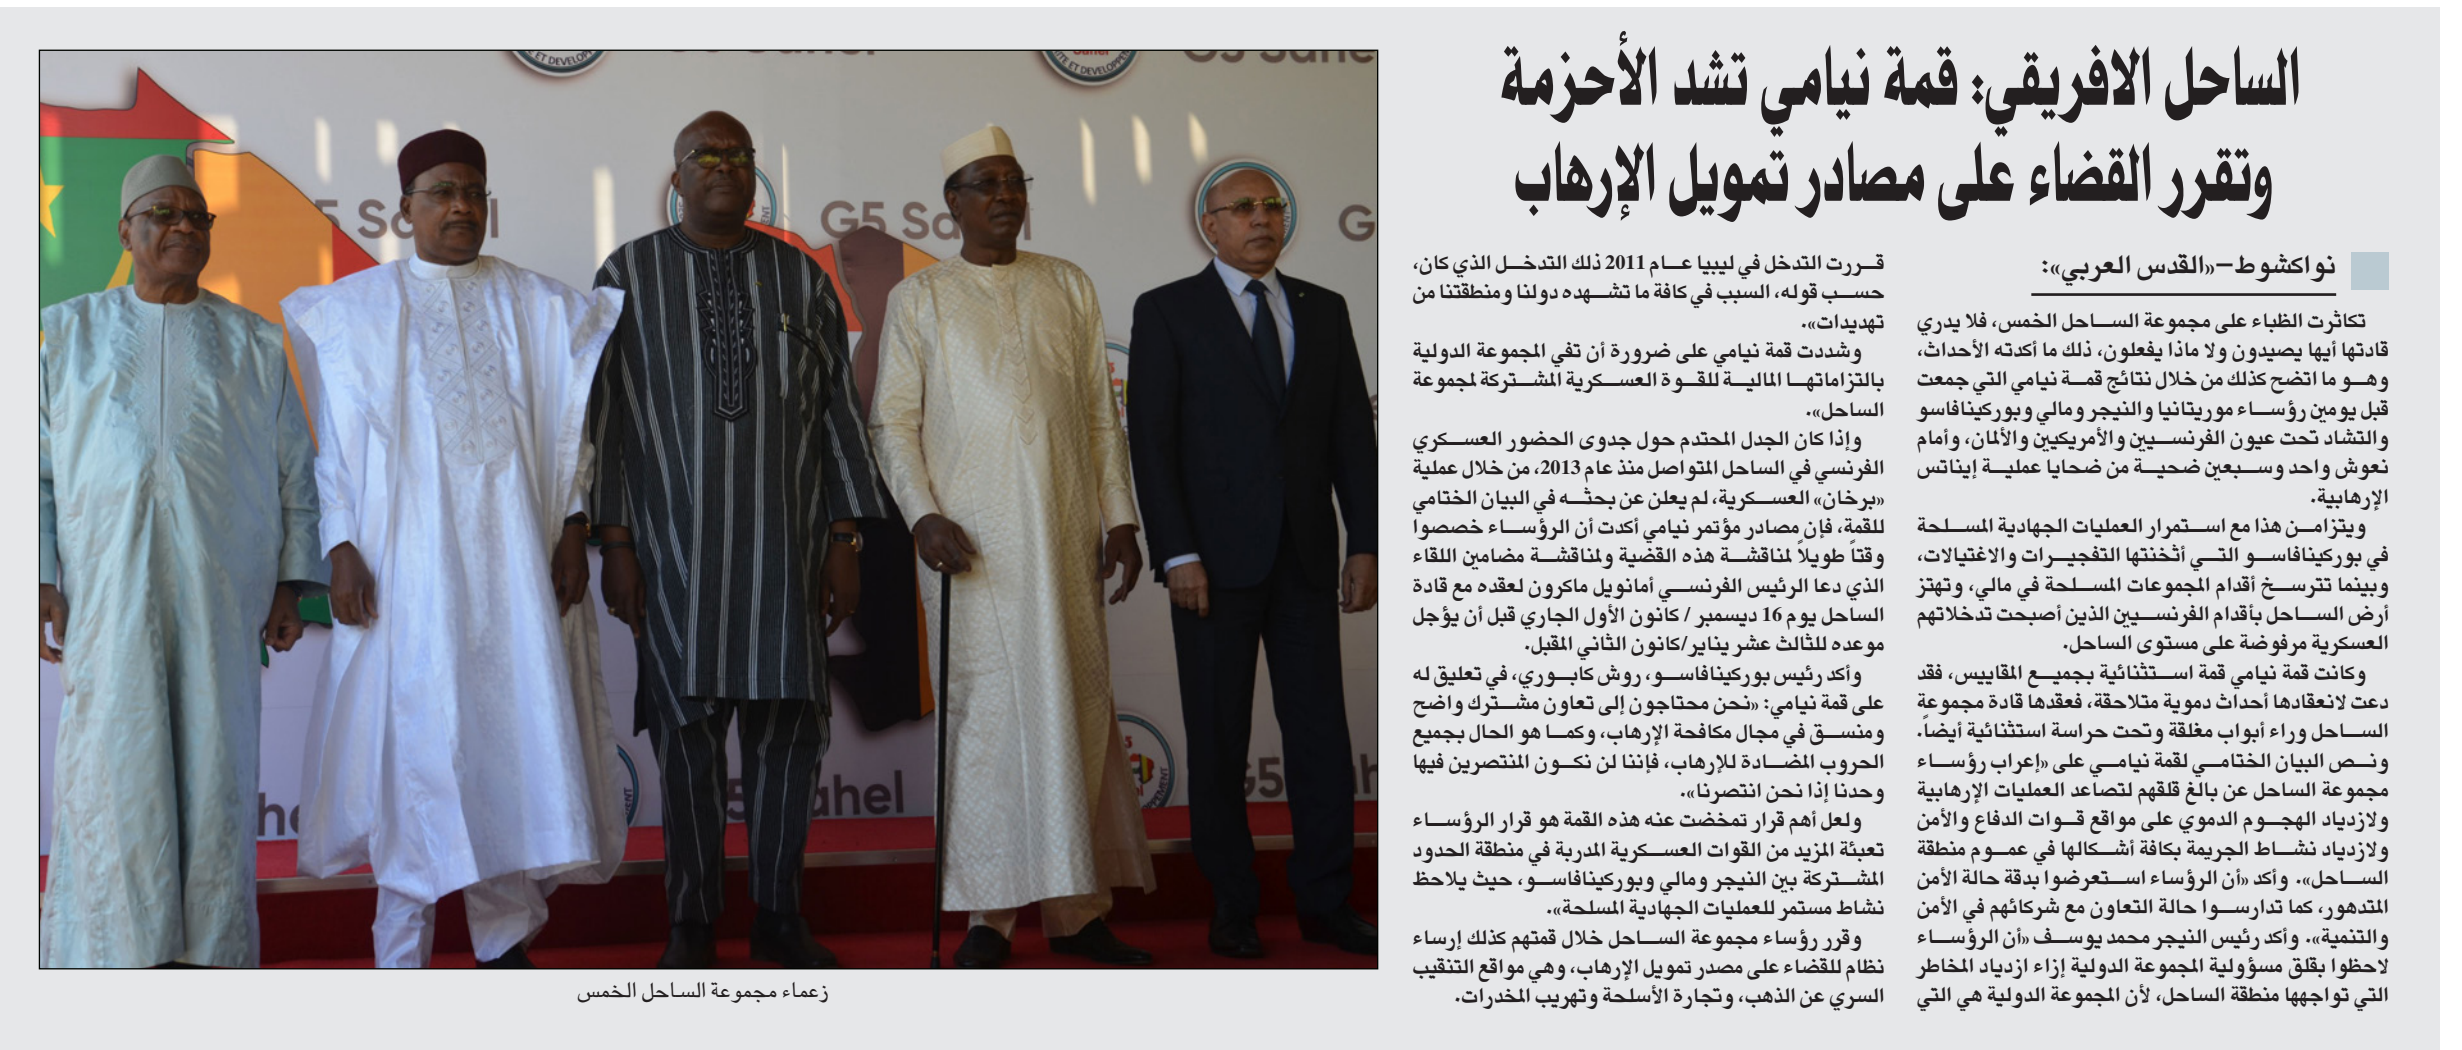 الساحل الافريقي: قمة نيامي تشد الأحزمة
وتقرر القضاء على مصادر تمويل الإرهاب
نواكشوط–«القدس العربي»:
تكاثرت الظباء على مجموعة الساحل الخمس، فلا يدري
قادتها أيها يصيدون ولا ماذا يفعلون، ذلك ما أكدته الأحداث،
وهو ما اتضح كذلك من خلال نتائج قمة نيامي التي جمعت
قبل يومين رؤساء موريتانيا والنيجر ومالي وبوركينافاسو
والتشاد تحت عيون الفرنسيين والأمريكيين والألمان، وأمام
نعوش واحد وسبعين ضحية من ضحايا عملية إيناتس
الإرهابية.
ويتزامن هذا مع استمرار العمليات الجهادية المسلحة
في بوركينافاسو التي أثخنتها التفجيرات والاغتيالات،
وبينما تترسخ أقدام المجموعات المسلحة في مالي، وتهتز
أرض الساحل بأقدام الفرنسيين الذين أصبحت تدخلاتهم
العسكرية مرفوضة على مستوى الساحل.
وكانت قمة نيامي قمة استثنائية بجميع المقاييس، فقد
دعت لانعقادها أحداث دموية متلاحقة، فعقدها قادة مجموعة
الساحل وراء أبواب مغلقة وتحت حراسة استثنائية أيضاً.
ونص البيان الختامي لقمة نيامي على «إعراب رؤساء
مجموعة الساحل عن بالغ قلقهم لتصاعد العمليات الإرهابية
ولازدياد الهجوم الدموي على مواقع قوات الدفاع والأمن
ولازدياد نشاط الجريمة بكافة أشكالها في عموم منطقة
الساحل». وأكد «أن الرؤساء استعرضوا بدقة حالة الأمن
المتدهور، كما تدارسوا حالة التعاون مع شركائهم في الأمن
والتنمية». وأكد رئيس النيجر محمد يوسف «أن الرؤساء
لاحظوا بقلق مسؤولية المجموعة الدولية إزاء ازدياد المخاطر
التي تواجهها منطقة الساحل، لأن المجموعة الدولية هي التي
قررت التدخل في ليبيا عام 2011 ذلك التدخل الذي كان،
حسب قوله، السبب في كافة ما تشهده دولنا ومنطقتنا من
تهديدات».
وشددت قمة نيامي على ضرورة أن تفي المجموعة الدولية
بالتزاماتها المالية للقوة العسكرية المشتركة لمجموعة
الساحل».
وإذا كان الجدل المحتدم حول جدوى الحضور العسكري
الفرنسي في الساحل المتواصل منذ عام 2013، من خلال عملية
«برخان» العسكرية، لم يعلن عن بحثه في البيان الختامي
للقمة، فإن مصادر مؤتمر نيامي أكدت أن الرؤساء خصصوا
وقتاً طويلاً لمناقشة هذه القضية ولمناقشة مضامين اللقاء
الذي دعا الرئيس الفرنسي أمانويل ماكرون لعقده مع قادة
الساحل يوم 16 ديسمبر / كانون الأول الجاري قبل أن يؤجل
موعده للثالث عشر يناير/كانون الثاني المقبل.
وأكد رئيس بوركينافاسو، روش كابوري، في تعليق له
على قمة نيامي: «نحن محتاجون إلى تعاون مشترك واضح
ومنسق في مجال مكافحة الإرهاب، وكما هو الحال بجميع
الحروب المضادة للإرهاب، فإننا لن نكون المنتصرين فيها
وحدنا إذا نحن انتصرنا».
ولعل أهم قرار تمخضت عنه هذه القمة هو قرار الرؤساء
تعبئة المزيد من القوات العسكرية المدربة في منطقة الحدود
المشتركة بين النيجر ومالي وبوركينافاسو، حيث يلاحظ
نشاط مستمر للعمليات الجهادية المسلحة».
وقرر رؤساء مجموعة الساحل خلال قمتهم كذلك إرساء
نظام للقضاء على مصدر تمويل الإرهاب، وهي مواقع التنقيب
السري عن الذهب، وتجارة الأسلحة وتهريب المخدرات.
G5 Sahel
زعماء مجموعة الساحل الخمس